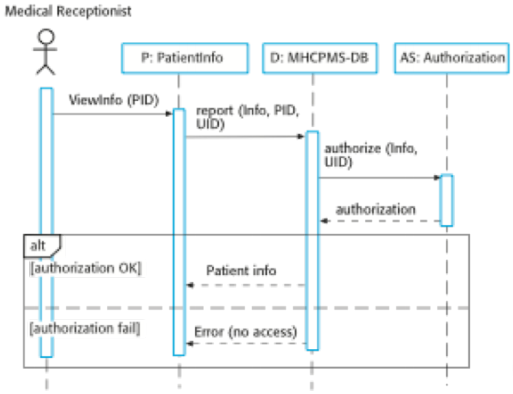 Medical Receptionist
P: PatientInfo
D: MHCPMS-DB
AS: Authorization
ViewInfo (PID)
report (Info, PID,
UID)
authorize (Info,
UID)
authorization
alt
[authorization OK]
Patient info
[authorization fail]
Error (no access)